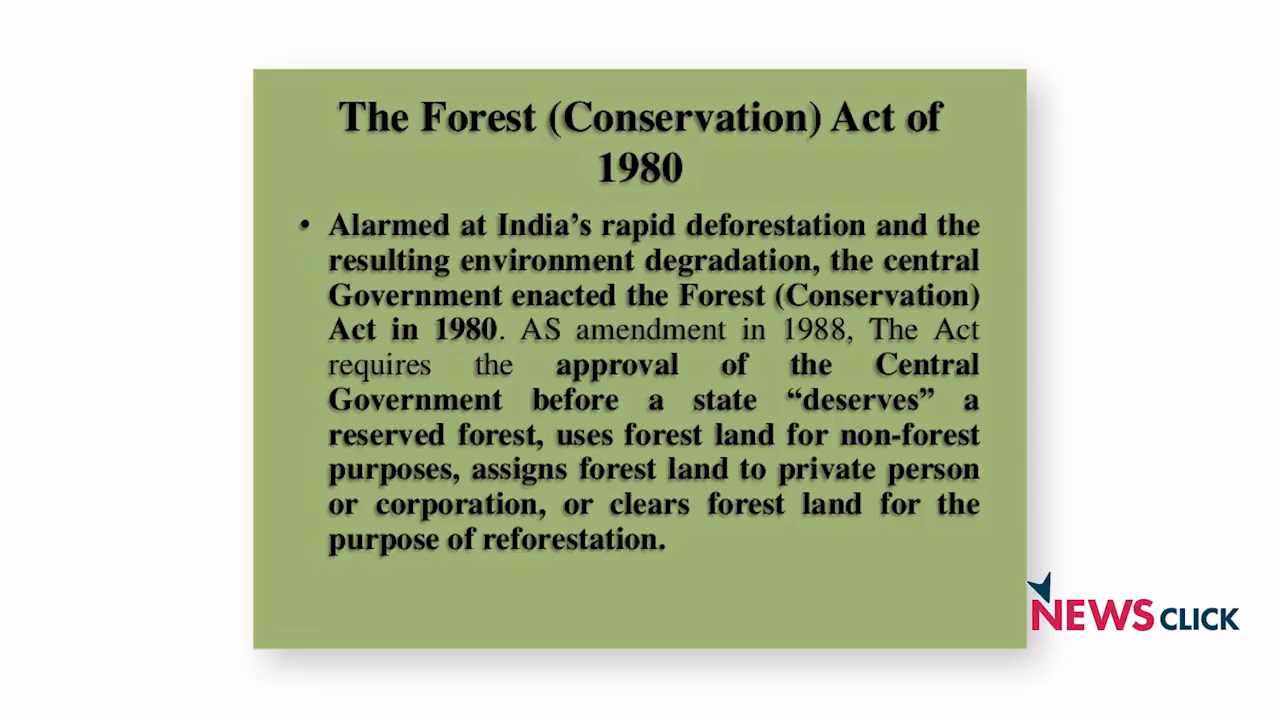 The Forest (Conservation) Act of
1980
• Alarmed at India’s rapid deforestation and the
resulting environment degradation, the central
Government enacted the Forest (Conservation)
Act in 1980. AS amendment in 1988, The Act
requires the approval of the Central
Government before a state “deserves” a
reserved forest, uses forest land for non-forest
purposes, assigns forest land to private person
or corporation, or clears forest land for the
purpose of reforestation.
NEWS CLICK